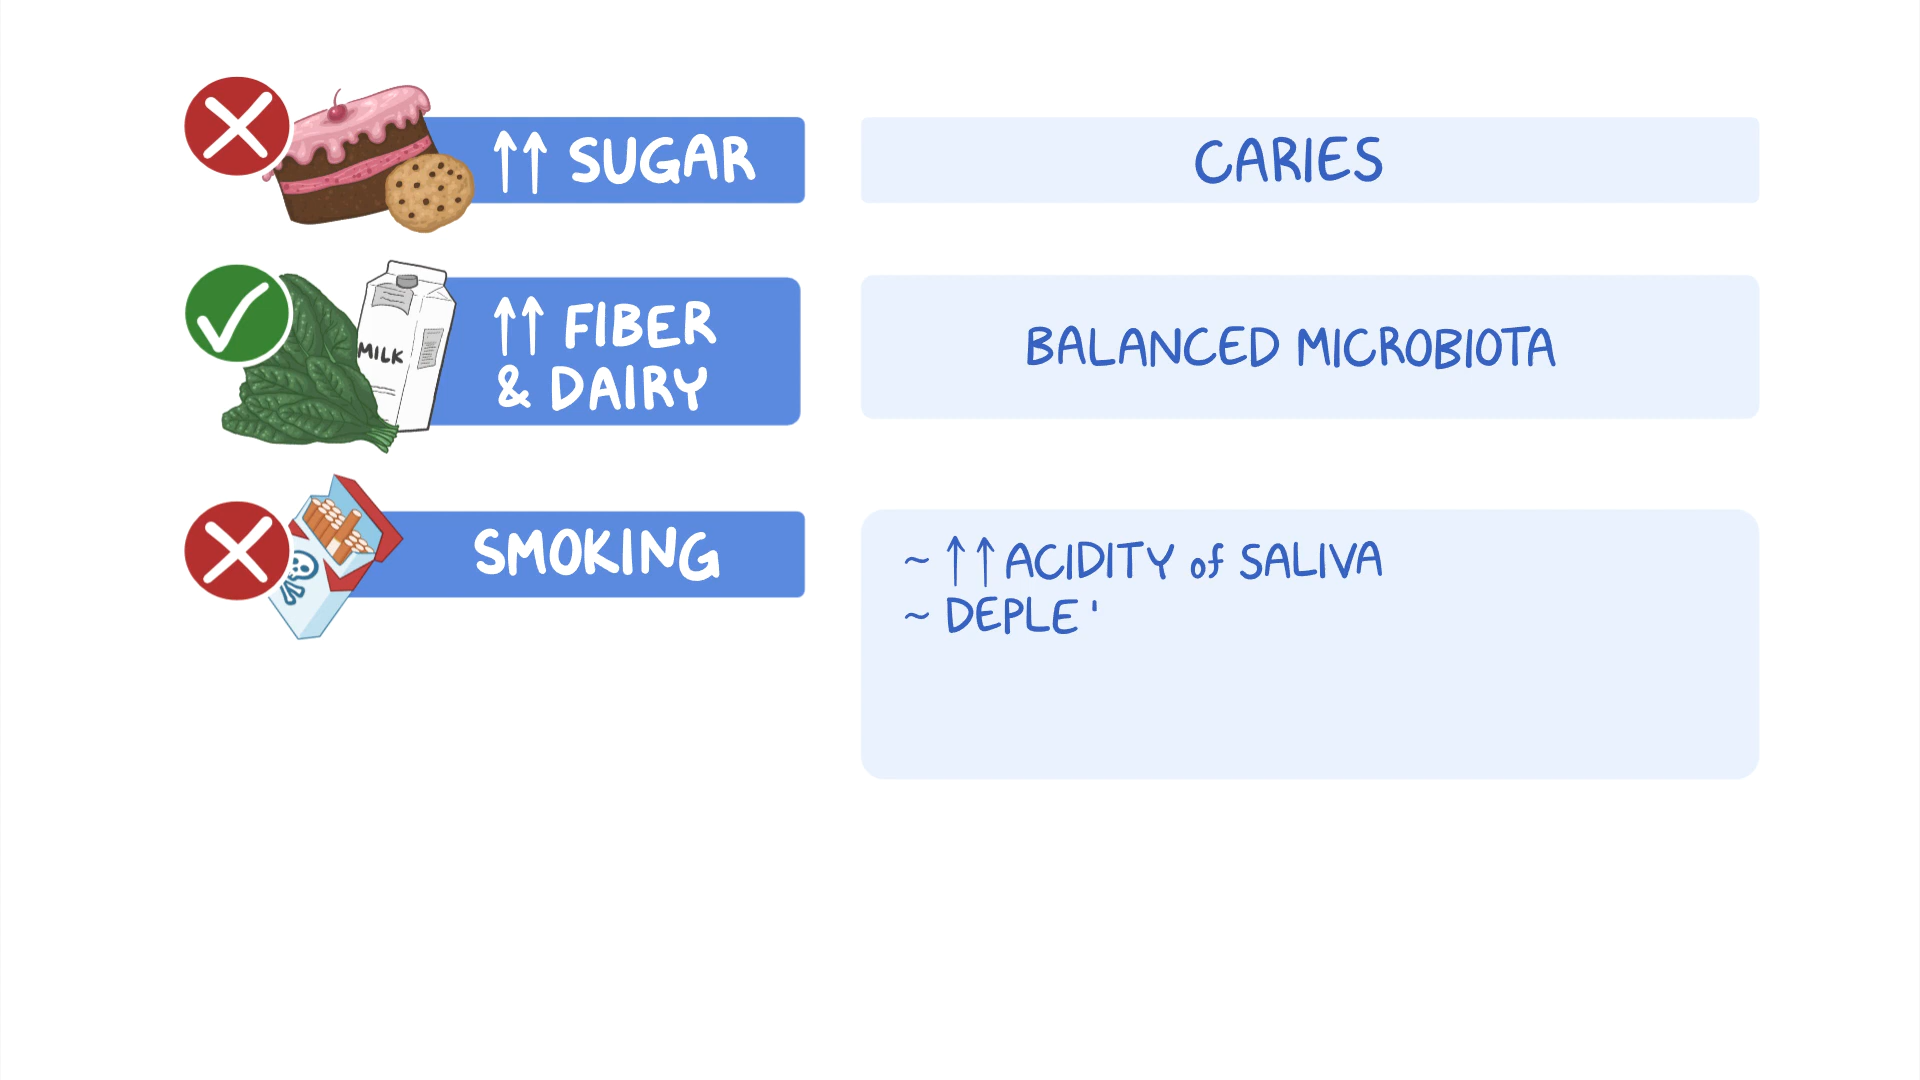 ↑↑ SUGAR
CARIES
MILK
↑↑ FIBER
& DAIRY
BALANCED MICROBIOTA
SMOKING
~ ↑↑ ACIDITY of SALIVA
~ DEPLE